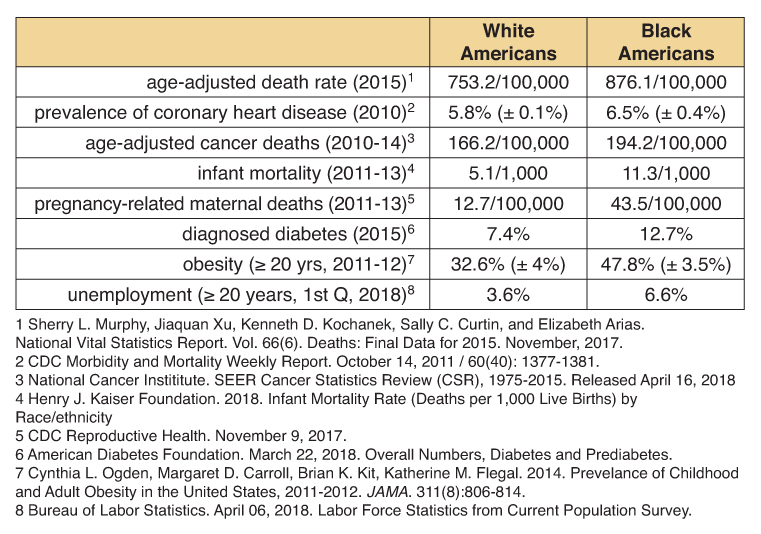 White Americans Black Americans
age-adjusted death rate (2015)1 753.2/100,000 876.1/100,000
prevalence of coronary heart disease (2010)2 5.8% (± 0.1%) 6.5% (± 0.4%)
age-adjusted cancer deaths (2010-14)3 166.2/100,000 194.2/100,000
infant mortality (2011-13)4 5.1/1,000 11.3/1,000
pregnancy-related maternal deaths (2011-13)5 12.7/100,000 43.5/100,000
diagnosed diabetes (2015)6 7.4% 12.7%
obesity (≥ 20 yrs, 2011-12)7 32.6% (± 4%) 47.8% (± 3.5%)
unemployment (≥ 20 years, 1st Q, 2018)8 3.6% 6.6%
1 Sherry L. Murphy, Jiaquan Xu, Kenneth D. Kochanek, Sally C. Curtin, and Elizabeth Arias.
National Vital Statistics Report. Vol. 66(6). Deaths: Final Data for 2015. November, 2017.
2 CDC Morbidity and Mortality Weekly Report. October 14, 2011 / 60(40): 1377-1381.
3 National Cancer Instititute. SEER Cancer Statistics Review (CSR), 1975-2015. Released April 16, 2018
4 Henry J. Kaiser Foundation. 2018. Infant Mortality Rate (Deaths per 1,000 Live Births) by
Race/ethnicity
5 CDC Reproductive Health. November 9, 2017.
6 American Diabetes Foundation. March 22, 2018. Overall Numbers, Diabetes and Prediabetes.
7 Cynthia L. Ogden, Margaret D. Carroll, Brian K. Kit, Katherine M. Flegal. 2014. Prevelance of Childhood
and Adult Obesity in the United States, 2011-2012. JAMA. 311(8):806-814.
8 Bureau of Labor Statistics. April 06, 2018. Labor Force Statistics from Current Population Survey.